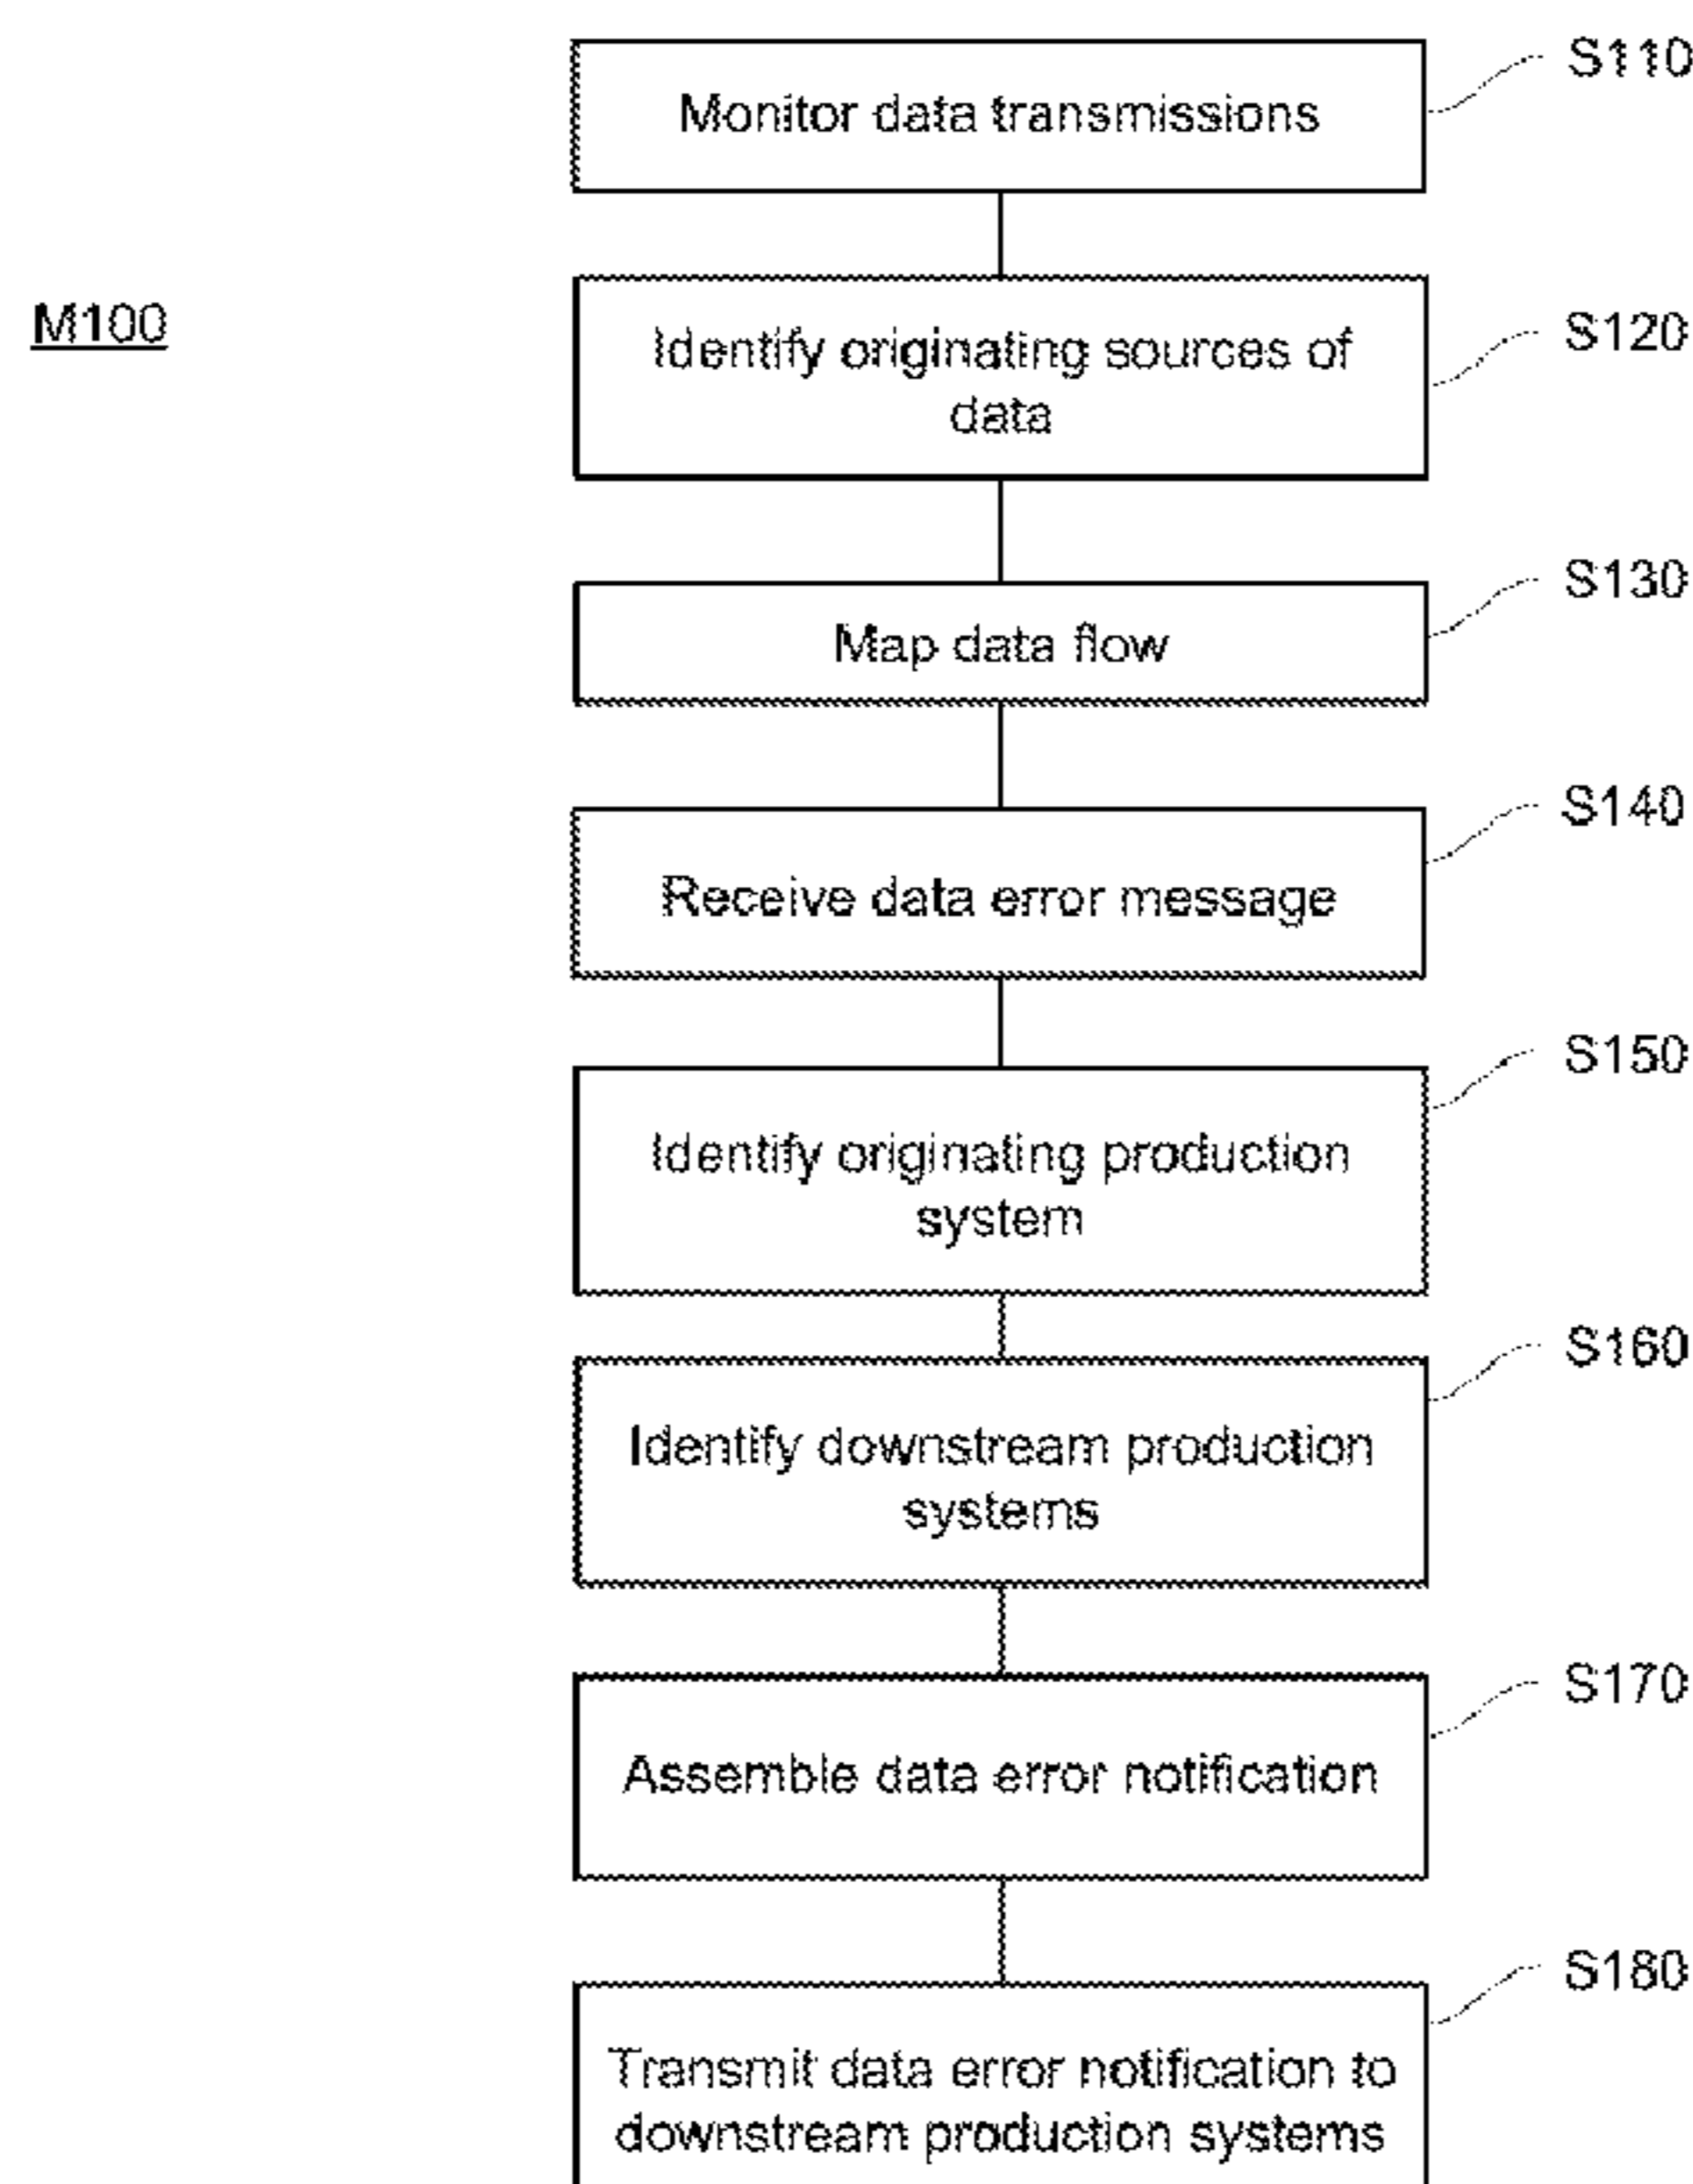 S110
Monitor data transmissions
M100
S120
Identify originating sources of
data
S130
Map data flow
S140
Receive data error message
S150
Identify originating production
system
S160
Identify downstream production
systems
S170
Assemble data error notification
S180
Transmit data error notification to
downstream production systems